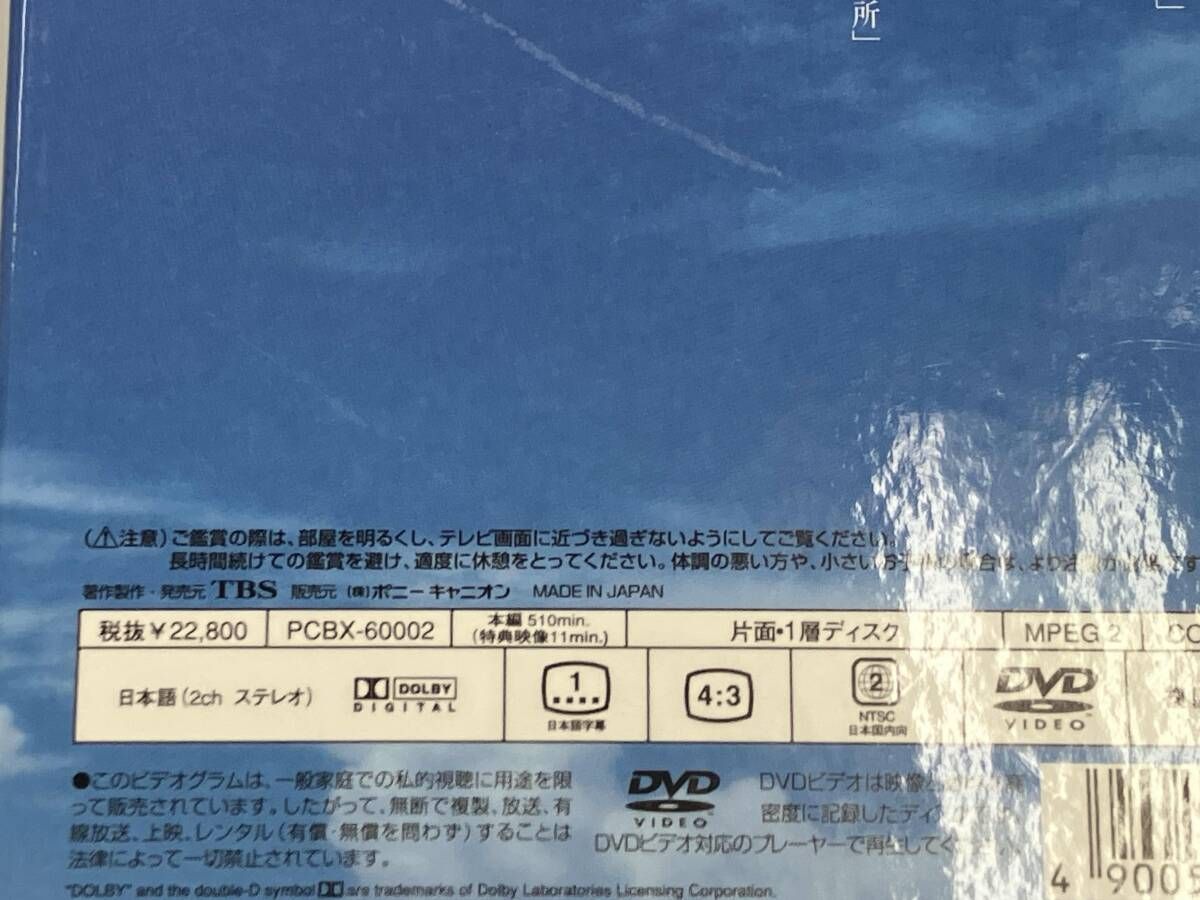 所」
」
(⚠注意) ご鑑賞の際は、部屋を明るくし、テレビ画面に近づき過ぎないようにしてご覧ください。
長時間続けての鑑賞を避け、適度に休憩をとってください。体調の悪い方や、小さい
著作製作・発売元 TBS 販売元 (株)ポニーキャニオン MADE IN JAPAN
税抜￥22,800 PCBX-60002 本編 510min. (特典映像11min.) 片面・1層ディスク MPEG 2 CO
日本語(2ch ステレオ) DOLBY DIGITAL 1 日本語字幕 4:3 2 NTSC 日本国内向 DVD VIDEO
●このビデオグラムは、一般家庭での私的視聴に用途を限
って販売されています。したがって、無断で複製、放送、有
線放送、上映、レンタル(有償・無償を問わず)することは
法律によって一切禁止されています。
DVD VIDEO
DVDビデオは映像と
密度に記録したディ
DVDビデオ対応のプレーヤーで再生してく
"DOLBY" and the double-D symbol are trademarks of Dolby Laboratories Licensing Corporation.
4 9005